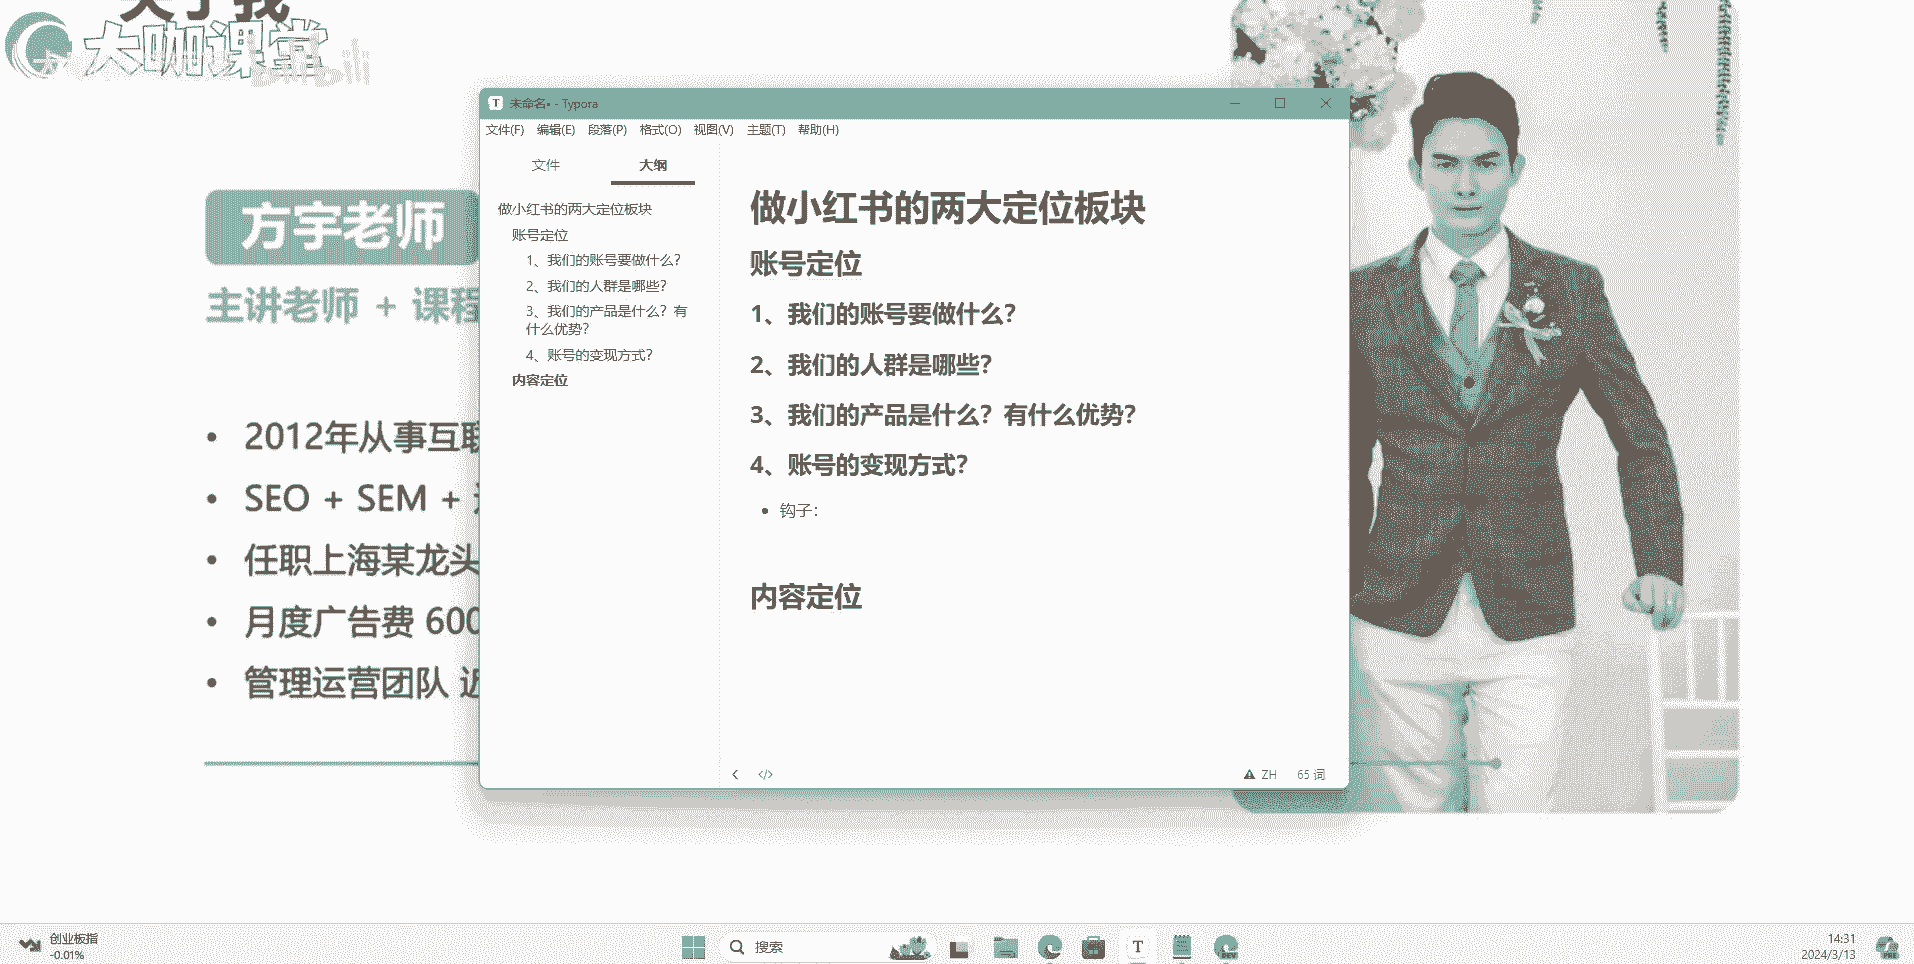 关于我
大咖课堂
bilibili
方宇老师
主讲老师 + 课程
2012年从事互联
SEO + SEM +
任职上海某龙头
月度广告费 600
管理运营团队 近
未命名• - Typora
文件(F) 编辑(E) 段落(P) 格式(O) 视图(V) 主题(T) 帮助(H)
文件 大纲
做小红书的两大定位板块
账号定位
1、我们的账号要做什么?
2、我们的人群是哪些?
3、我们的产品是什么? 有
什么优势?
4、账号的变现方式?
内容定位
做小红书的两大定位板块
账号定位
1、我们的账号要做什么?
2、我们的人群是哪些?
3、我们的产品是什么? 有什么优势?
4、账号的变现方式?
• 钩子:
内容定位
</> ZH 65 词
创业板指
-0.01%
搜索
T
DEV
14:31
2024/3/13
PRE